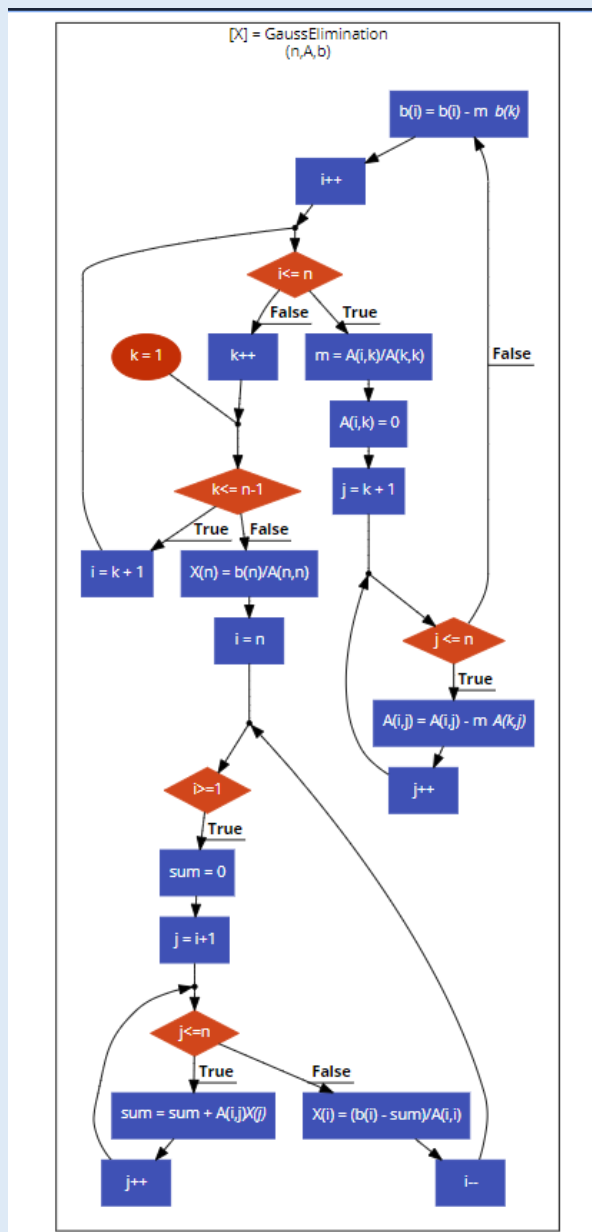 [X] = GaussElimination
(n,A,b)
b(i) = b(i) - m b(k)
i++
i<= n
False
True
k = 1
k++
m = A(i,k)/A(k,k)
False
A(i,k) = 0
k<= n-1
j = k + 1
True
False
i = k + 1
X(n) = b(n)/A(n,n)
i = n
j <= n
True
A(i,j) = A(i,j) - m A(k,j)
i>=1
j++
True
sum = 0
j = i+1
j<=n
True
False
sum = sum + A(i,j)X(j)
X(i) = (b(i) - sum)/A(i,i)
j++
i--